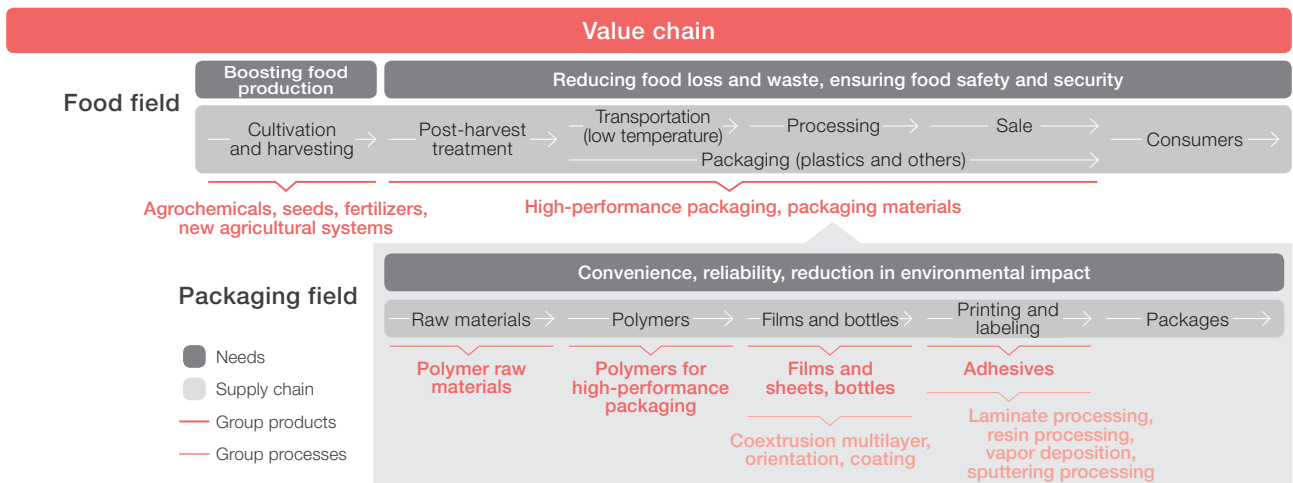 Value chain
Food field
Boosting food
production
Reducing food loss and waste, ensuring food safety and security
Cultivation
and harvesting
Post-harvest
treatment
Transportation
(low temperature)
Processing
Sale
Packaging (plastics and others)
Consumers
Agrochemicals, seeds, fertilizers,
new agricultural systems
High-performance packaging, packaging materials
Packaging field
Convenience, reliability, reduction in environmental impact
Raw materials
Polymers
Films and bottles
Printing and
labeling
Packages
Polymer raw
materials
Polymers for
high-performance
packaging
Films and
sheets, bottles
Adhesives
Coextrusion multilayer,
orientation, coating
Laminate processing,
resin processing,
vapor deposition,
sputtering processing
Needs
Supply chain
Group products
Group processes